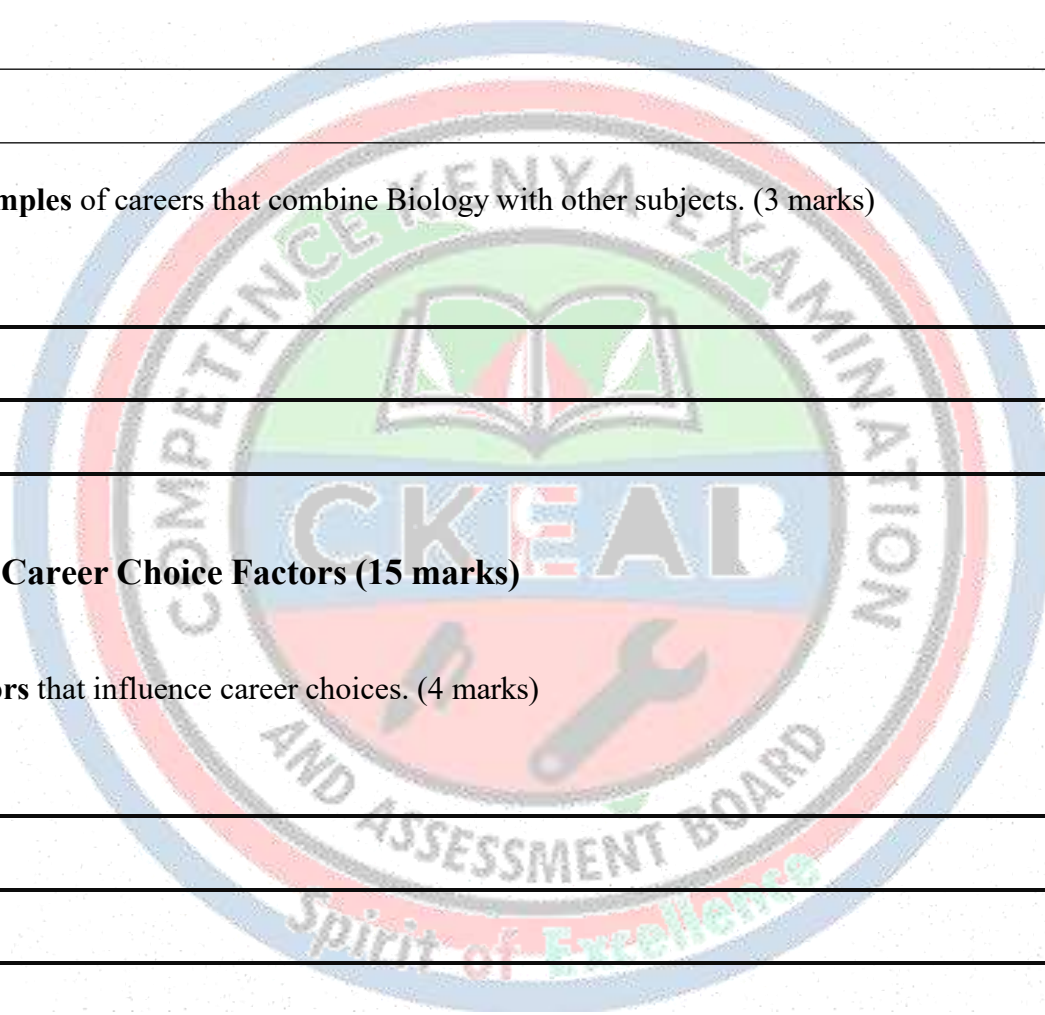 mples of careers that combine Biology with other subjects. (3 marks)
Career Choice Factors (15 marks)
ors that influence career choices. (4 marks)
COMPETENCE KENYA EXAMINATION
CKEAB
AND ASSESSMENT BOARD
Spirit of Excellence